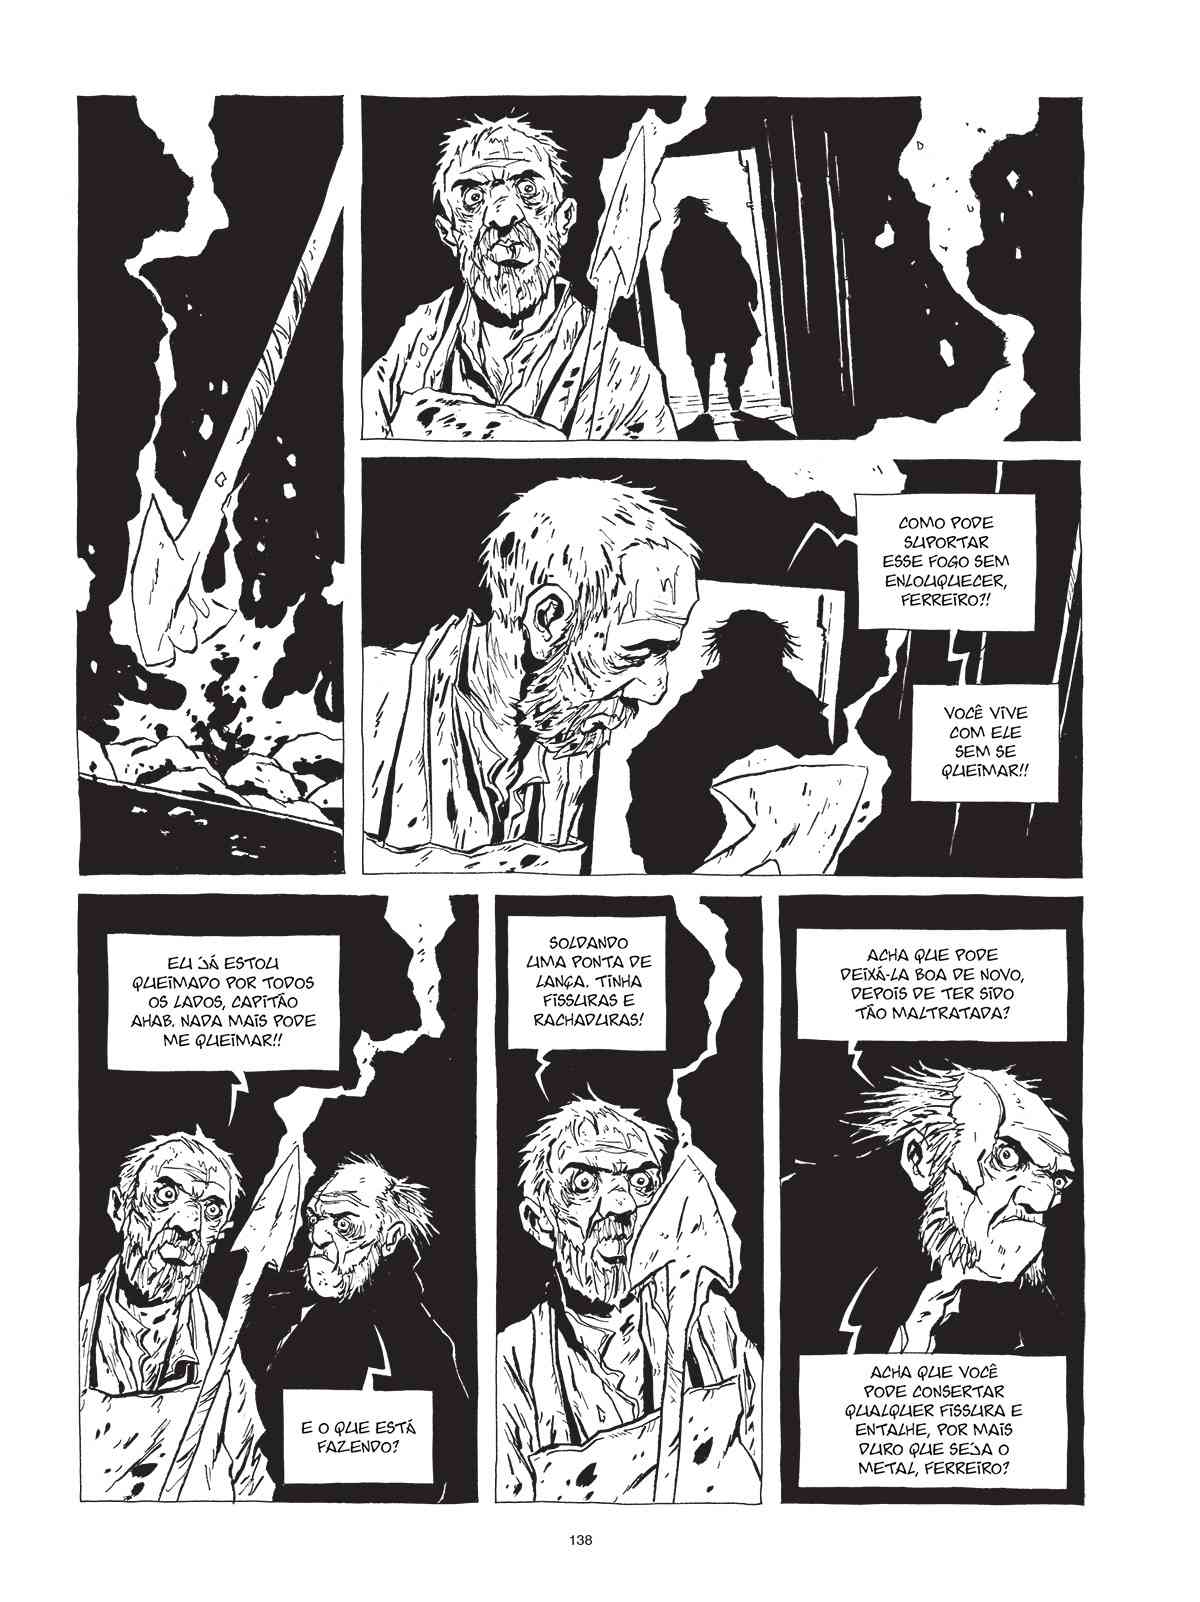 COMO PODE
SUPORTAR
ESSE FOGO SEM
ENLOUQUECER,
FERREIRO?!
VOCÊ VIVE
COM ELE
SEM SE
QUEIMAR!!
EU JÁ ESTOU
QUEIMADO POR TODOS
OS LADOS, CAPITÃO
AHAB. NADA MAIS PODE
ME QUEIMAR!!
E O QUE ESTÁ
FAZENDO?
SOLDANDO
UMA PONTA DE
LANÇA. TINHA
FISSURAS E
RACHADURAS!
ACHA QUE PODE
DEIXÁ-LA BOA DE NOVO,
DEPOIS DE TER SIDO
TÃO MALTRATADA?
ACHA QUE VOCÊ
PODE CONSERTAR
QUALQUER FISSURA E
ENTALHE, POR MAIS
DURO QUE SEJA O
METAL, FERREIRO?
138